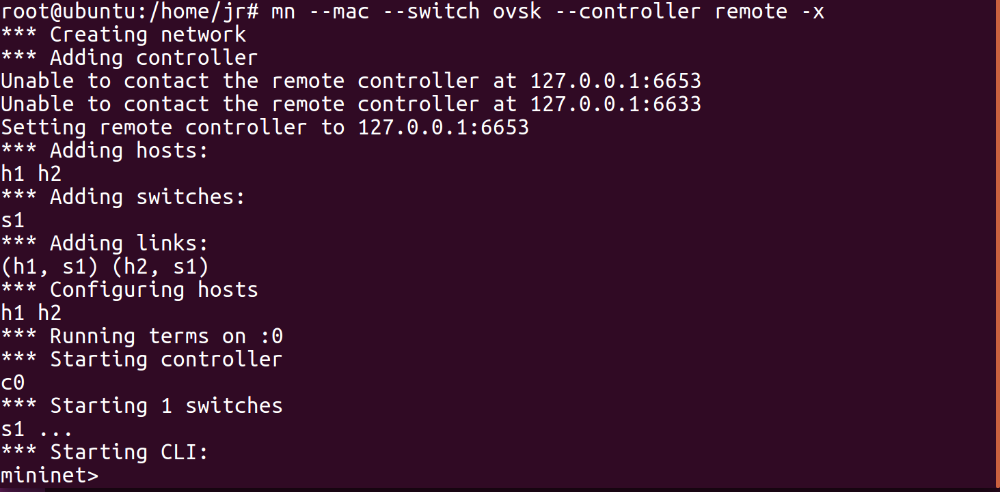 root@ubuntu:/home/jr# mn --mac --switch ovsk --controller remote -x
*** Creating network
*** Adding controller
Unable to contact the remote controller at 127.0.0.1:6653
Unable to contact the remote controller at 127.0.0.1:6633
Setting remote controller to 127.0.0.1:6653
*** Adding hosts:
h1 h2
*** Adding switches:
s1
*** Adding links:
(h1, s1) (h2, s1)
*** Configuring hosts
h1 h2
*** Running terms on :0
*** Starting controller
c0
*** Starting 1 switches
s1 ...
*** Starting CLI:
mininet>